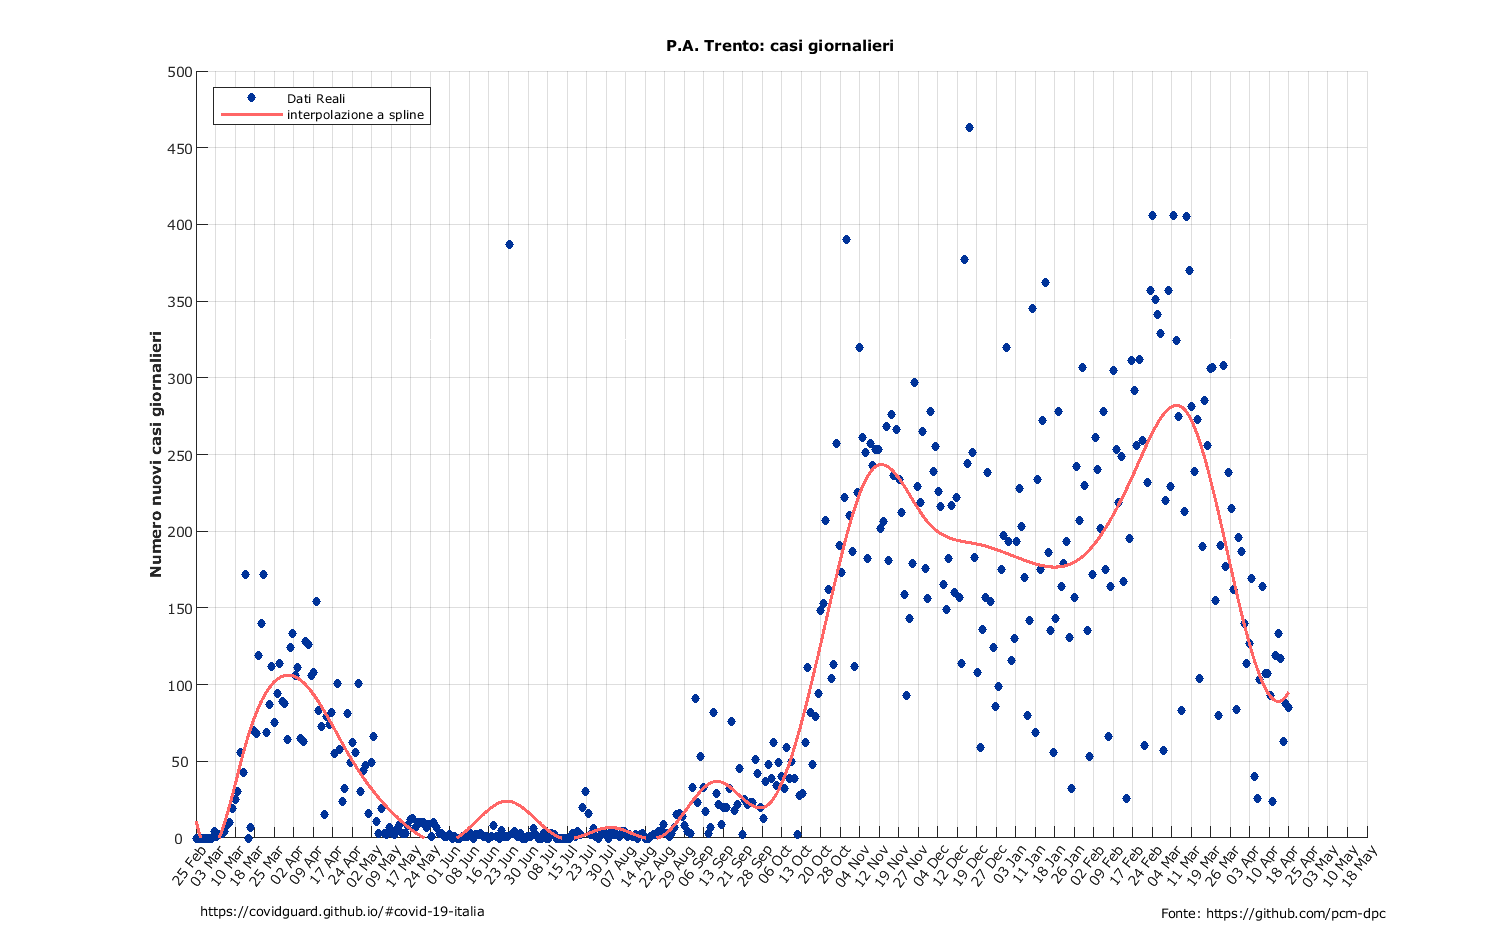 P.A. Trento: casi giornalieri
Dati Reali
interpolazione a spline
Numero nuovi casi giornalieri
500
450
400
350
300
250
200
150
100
50
0
25 Feb
03 Mar
10 Mar
18 Mar
25 Mar
02 Apr
09 Apr
17 Apr
24 Apr
02 May
09 May
17 May
24 May
01 Jun
08 Jun
16 Jun
23 Jun
30 Jun
08 Jul
15 Jul
23 Jul
30 Jul
07 Aug
14 Aug
22 Aug
29 Aug
06 Sep
13 Sep
21 Sep
28 Sep
06 Oct
13 Oct
20 Oct
28 Oct
04 Nov
12 Nov
19 Nov
27 Nov
04 Dec
12 Dec
19 Dec
27 Dec
03 Jan
11 Jan
18 Jan
26 Jan
02 Feb
09 Feb
17 Feb
24 Feb
04 Mar
11 Mar
19 Mar
26 Mar
03 Apr
10 Apr
18 Apr
25 Apr
03 May
10 May
18 May
https://covidguard.github.io/#covid-19-italia
Fonte: https://github.com/pcm-dpc